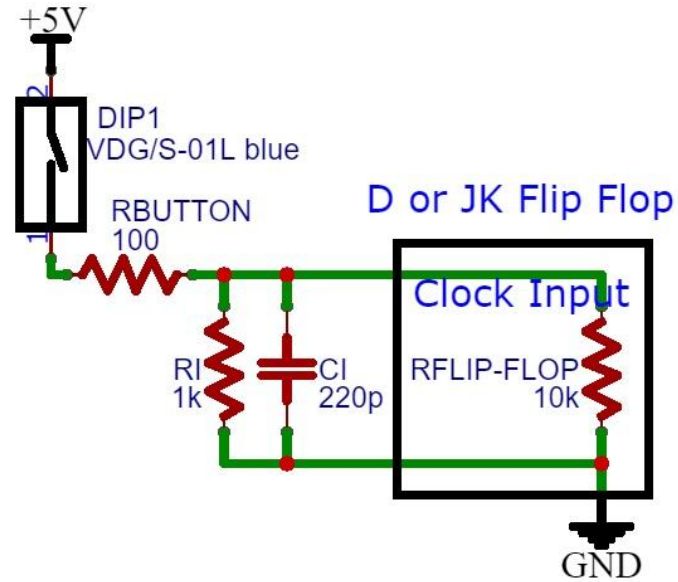 +5V
2
DIP1
VDG/S-01L blue
1
RBUTTON
100
D or JK Flip Flop
Clock Input
RI
1k
CI
220p
RFLIP-FLOP
10k
GND